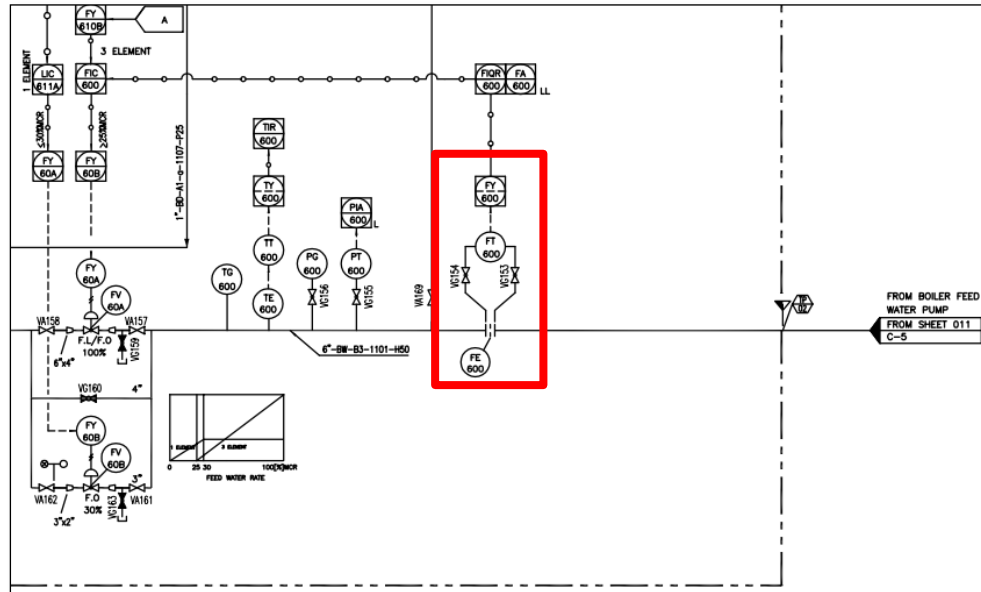 FY
610B
A
3 ELEMENT
1 ELEMENT
LIC
611A
FIC
600
FIQR
600
FA
600
LL
≤30%MCR
≥25%MCR
FY
60A
FY
60B
1"-BD-A1-a-1107-P25
TIR
600
TY
600
PIA
600
L
FY
600
TT
600
FT
600
FY
60A
FV
60A
TG
600
TE
600
PG
600
PT
600
VG156
VG155
VA169
VG154
VG153
TP
02
FROM BOILER FEED
WATER PUMP
FROM SHEET 011
C-5
VA158
VA157
F.L/F.O
100%
VG159
6"x4"
6"-BW-B3-1101-H50
FE
600
VG160
4"
FY
60B
FV
60B
1 ELEMENT
3 ELEMENT
0
25
30
100[%]MCR
FEED WATER RATE
VA162
3"
F.O
30%
VG163
VA161
3"x2"